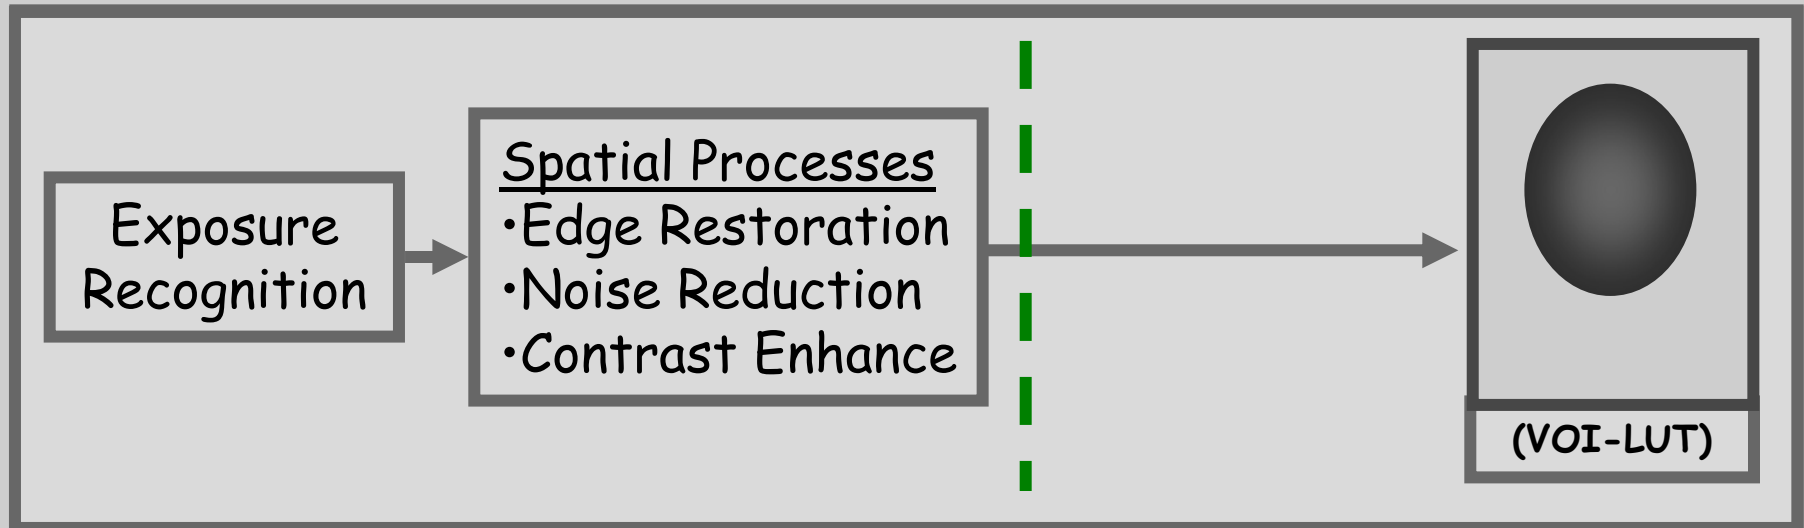 Exposure
Recognition
Spatial Processes
•Edge Restoration
•Noise Reduction
•Contrast Enhance
(VOI-LUT)